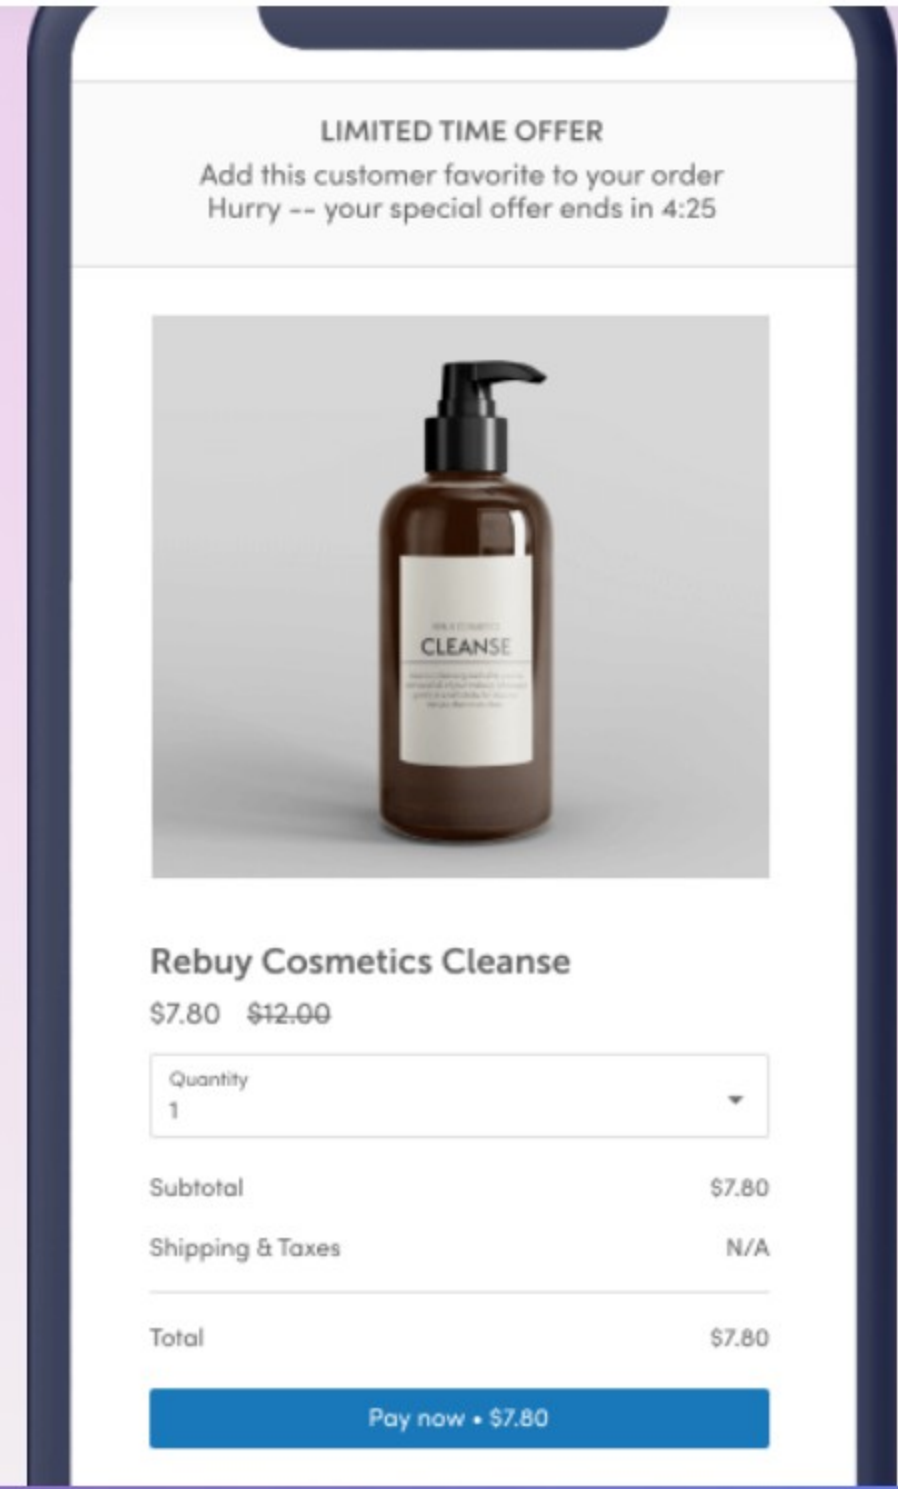 LIMITED TIME OFFER
Add this customer favorite to your order
Hurry -- your special offer ends in 4:25
CLEANSE
Rebuy Cosmetics Cleanse
$7.80 $12.00
Quantity
1
Subtotal $7.80
Shipping & Taxes N/A
Total $7.80
Pay now • $7.80